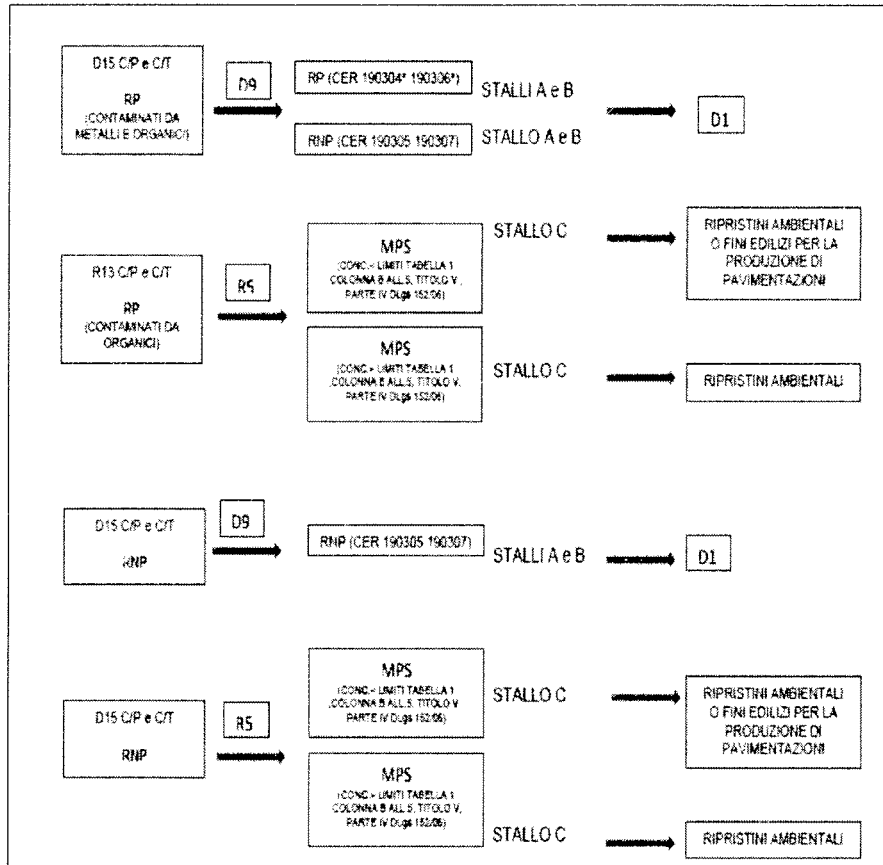 D15 C/P e C/T
RP
(CONTAMINATI DA
METALLI E ORGANICI)
D9
RP (CER 190304* 190306*)
STALLI A e B
RNP (CER 190305 190307)
STALLO A e B
D1
R13 C/P e C/T
RP
(CONTAMINATI DA
ORGANICI)
R5
MPS
(CONC.< LIMITI TABELLA 1
,COLONNA B ALL.5, TITOLO V,
PARTE IV DLgs 152/06)
STALLO C
RIPRISTINI AMBIENTALI
O FINI EDILIZI PER LA
PRODUZIONE DI
PAVIMENTAZIONI
MPS
(CONC.< LIMITI TABELLA 1
,COLONNA B ALL.5, TITOLO V,
PARTE IV DLgs 152/06)
STALLO C
RIPRISTINI AMBIENTALI
D15 C/P e C/T
RNP
D9
RNP (CER 190305 190307)
STALLI A e B
D1
D15 C/P e C/T
RNP
R5
MPS
(CONC.< LIMITI TABELLA 1
,COLONNA B ALL.5, TITOLO V,
PARTE IV DLgs 152/06)
STALLO C
RIPRISTINI AMBIENTALI
O FINI EDILIZI PER LA
PRODUZIONE DI
PAVIMENTAZIONI
MPS
(CONC.< LIMITI TABELLA 1
COLONNA B ALL.5, TITOLO V,
PARTE IV DLgs 152/06)
STALLO C
RIPRISTINI AMBIENTALI